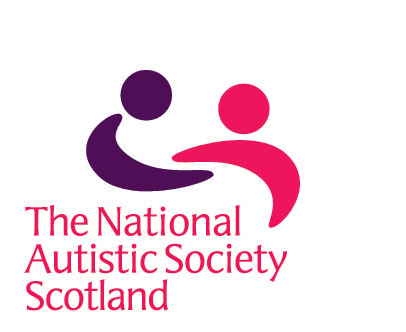 The National
Autistic Society
Scotland